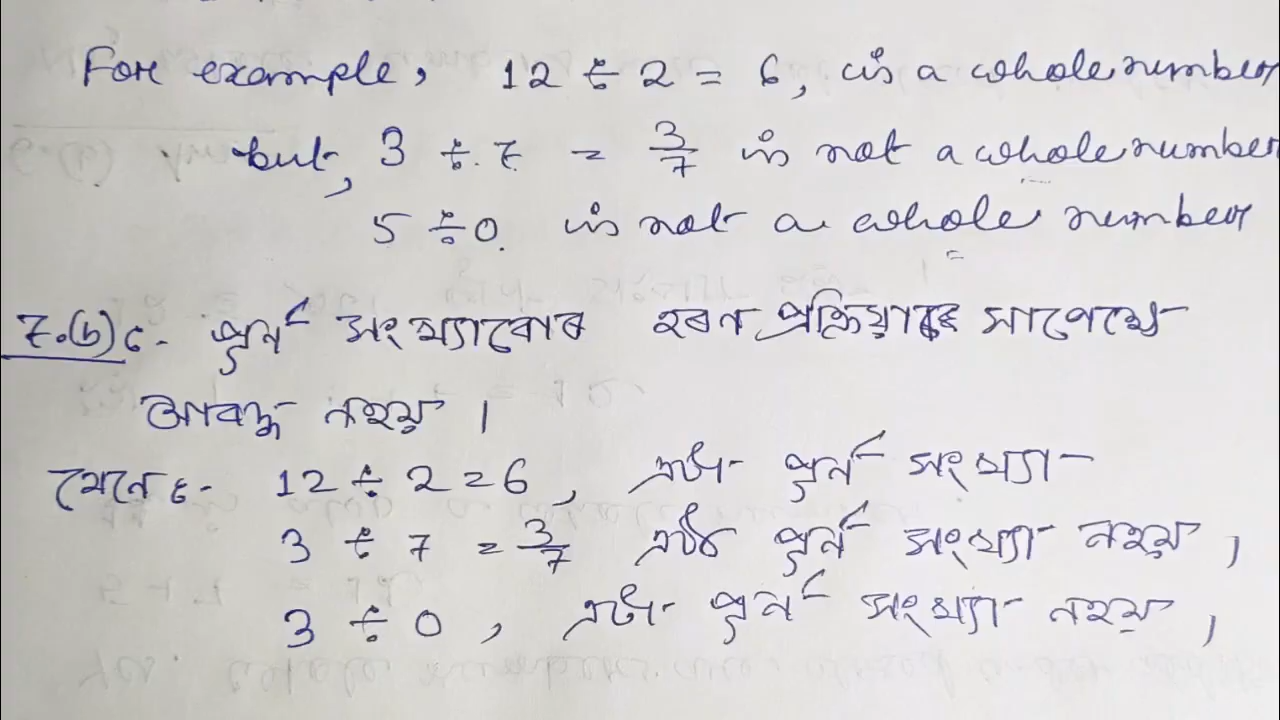 For example, 12 ÷ 2 = 6, is a whole number
but, 3 ÷ 7 = 3/7 is not a whole number
5 ÷ 0 is not a whole number
7.(b) ঃ- পূৰ্ণ সংখ্যাবোৰ হৰণ প্ৰক্ৰিয়াৰ সাপেক্ষে
আবদ্ধ নহয় ।
যেনে ঃ- 12 ÷ 2 = 6, এটা পূৰ্ণ সংখ্যা
3 ÷ 7 = 3/7 এটা পূৰ্ণ সংখ্যা নহয়,
3 ÷ 0, এটা পূৰ্ণ সংখ্যা নহয়,